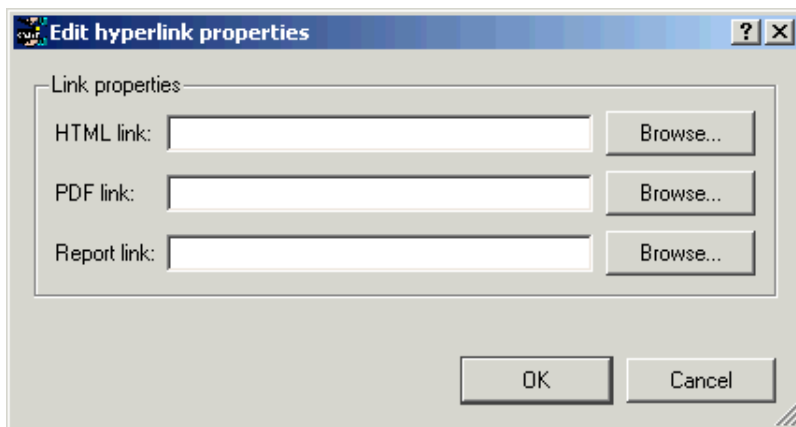 Edit hyperlink properties
Link properties
HTML link: Browse...
PDF link: Browse...
Report link: Browse...
OK Cancel